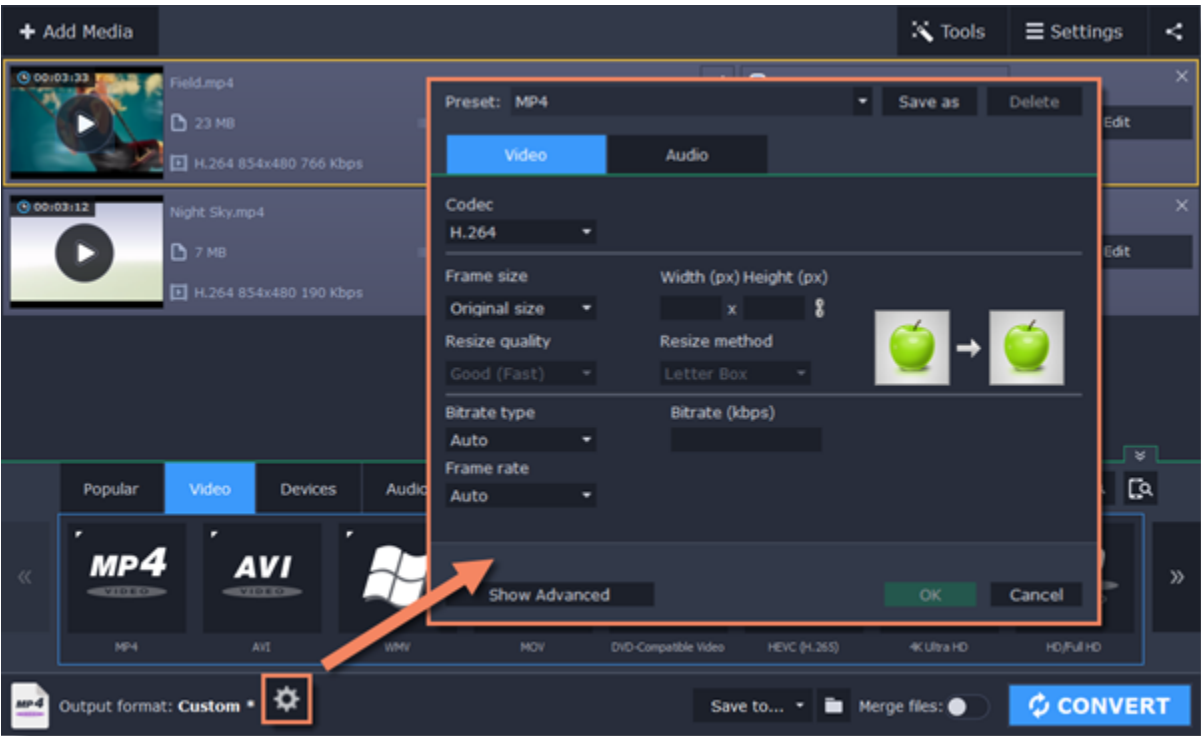 Add Media
Tools
Settings
00:03:33
Field.mp4
23 MB
H.264 854x480 766 Kbps
Edit
00:03:12
Night Sky.mp4
7 MB
H.264 854x480 190 Kbps
Edit
Preset: MP4
Save as
Delete
Video
Audio
Codec
H.264
Frame size
Width (px) Height (px)
Original size
x
Resize quality
Resize method
Good (Fast)
Letter Box
Bitrate type
Bitrate (kbps)
Auto
Frame rate
Auto
Show Advanced
OK
Cancel
Popular
Video
Devices
Audio
MP4
VIDEO
AVI
VIDEO
MP4
AVI
WMV
MOV
DVD-Compatible Video
HEVC (H.265)
4K Ultra HD
HD/Full HD
MP4
Output format: Custom *
Save to...
Merge files:
CONVERT